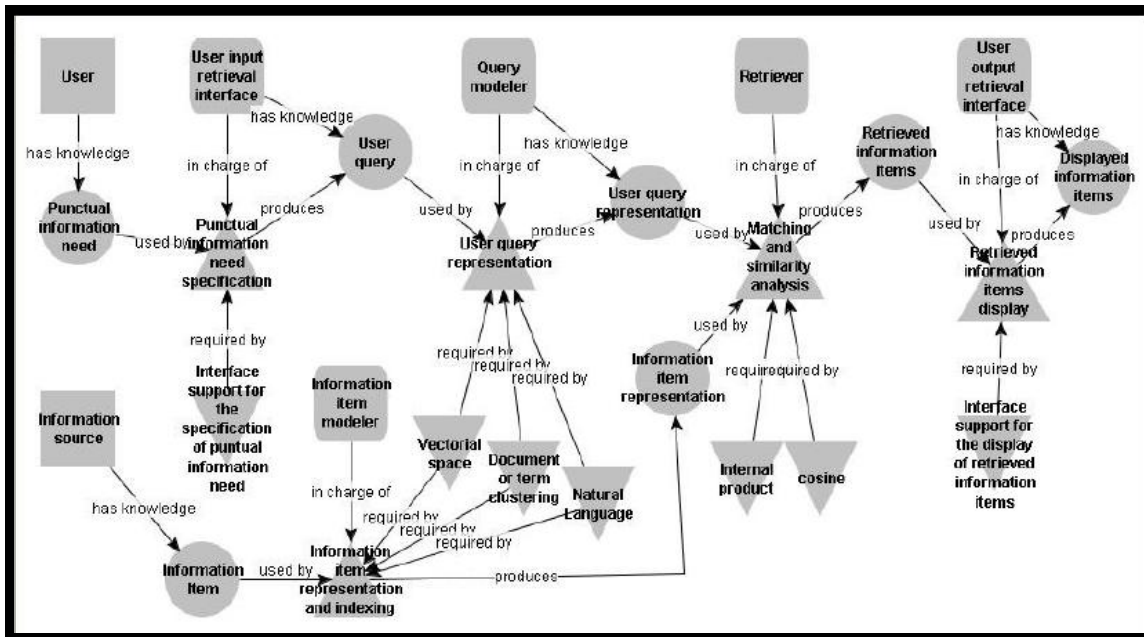 User
User input
retrieval
interface
Query
modeler
Retriever
User
output
retrieval
interface
has knowledge
has knowledge
has knowledge
User
query
Retrieved
information
items
Displayed
information
items
has knowledge
in charge of
in charge of
in charge of
in charge of
Punctual
information
need
used by
produces
Punctual
information
need
specification
used by
User query
representation
produces
User query
representation
used by
produces
Matching
and
similarity
analysis
used by
produces
Retrieved
information
items
display
required by
Interface
support for
the
specification
of puntual
information
need
required by
required by
required by
used by
Information
item
representation
required by
required by
required by
Interface
support for
the display
of retrieved
information
items
Information
source
Information
item
modeler
Vectorial
space
Document
or term
clustering
Natural
Language
Internal
product
cosine
has knowledge
in charge of
required by
required by
required by
Information
Item
used by
Information
items
representation
and indexing
produces